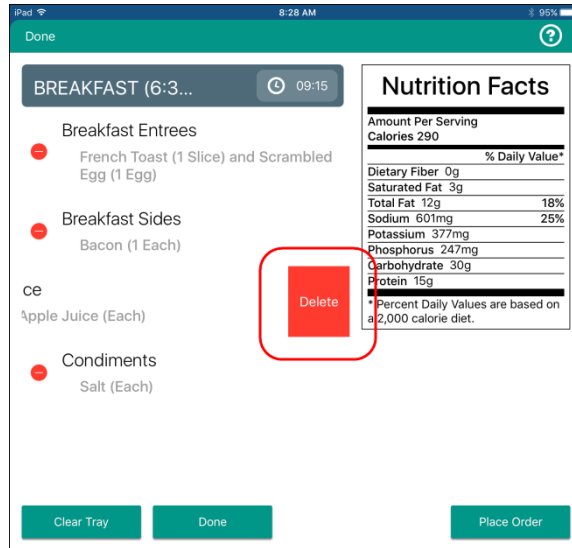 iPad 8:28 AM 95%
Done ?
BREAKFAST (6:3... 09:15
Breakfast Entrees
French Toast (1 Slice) and Scrambled
Egg (1 Egg)
Breakfast Sides
Bacon (1 Each)
ce
Apple Juice (Each)
Delete
Condiments
Salt (Each)
Nutrition Facts
Amount Per Serving
Calories 290
% Daily Value*
Dietary Fiber 0g
Saturated Fat 3g
Total Fat 12g 18%
Sodium 601mg 25%
Potassium 377mg
Phosphorus 247mg
Carbohydrate 30g
Protein 15g
* Percent Daily Values are based on
a 2,000 calorie diet.
Clear Tray Done Place Order